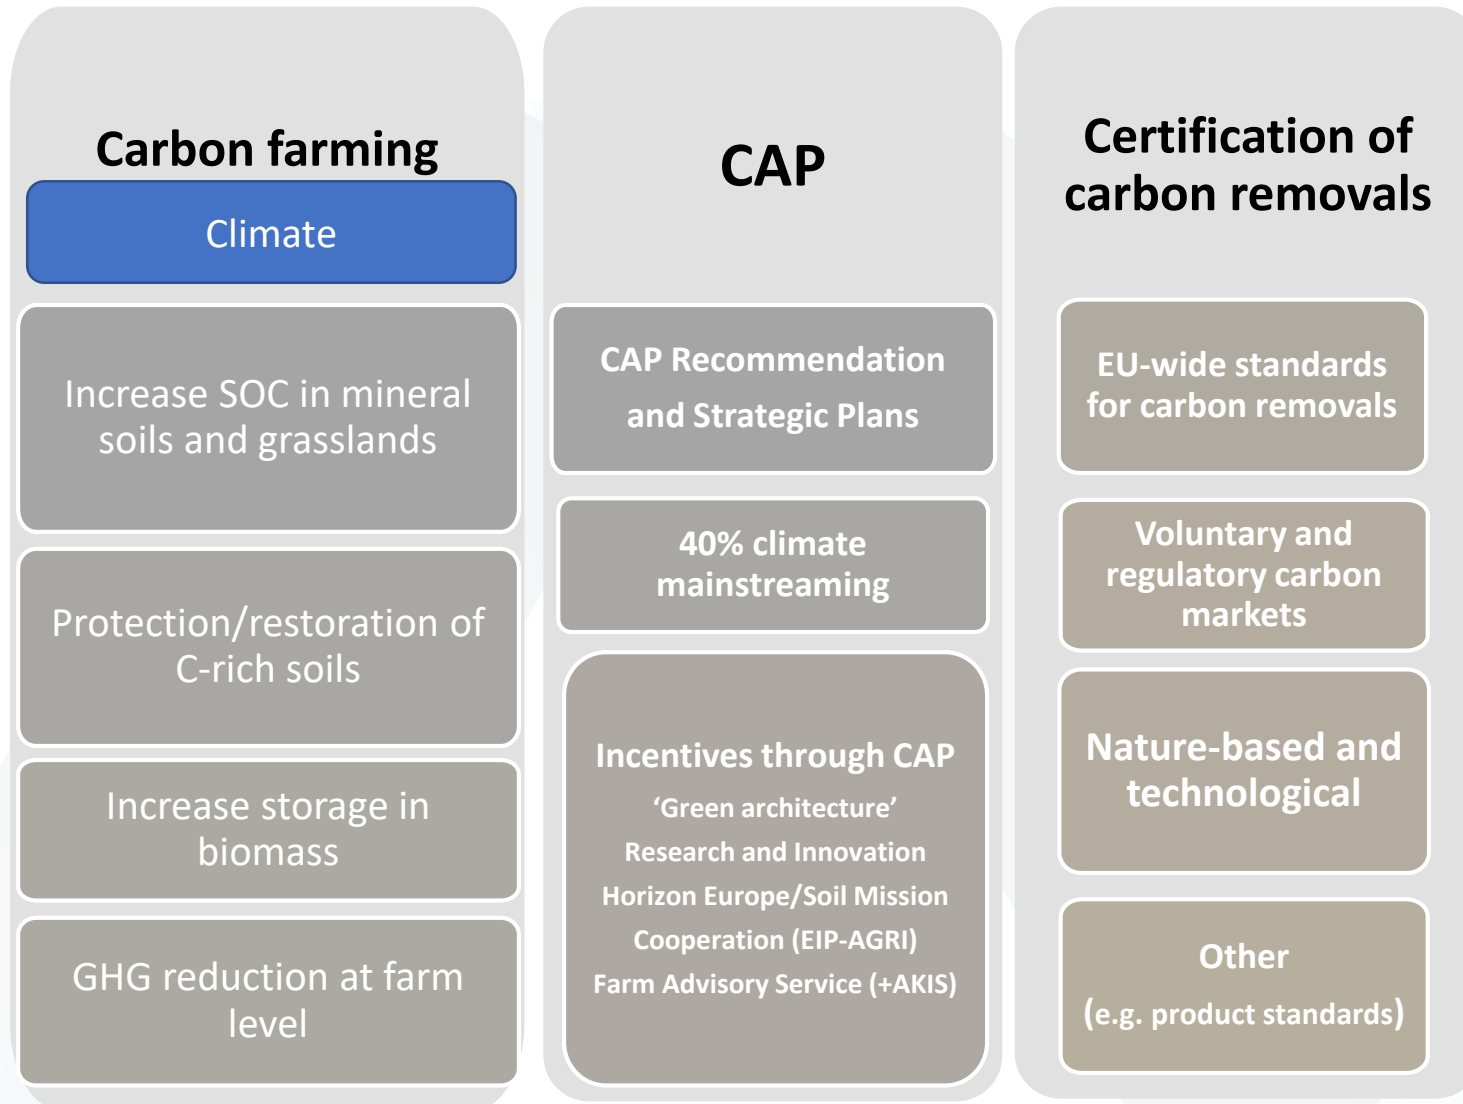 Carbon farming
Climate
Increase SOC in mineral
soils and grasslands
Protection/restoration of
C-rich soils
Increase storage in
biomass
GHG reduction at farm
level
CAP
CAP Recommendation
and Strategic Plans
40% climate
mainstreaming
Incentives through CAP
‘Green architecture’
Research and Innovation
Horizon Europe/Soil Mission
Cooperation (EIP-AGRI)
Farm Advisory Service (+AKIS)
Certification of
carbon removals
EU-wide standards
for carbon removals
Voluntary and
regulatory carbon
markets
Nature-based and
technological
Other
(e.g. product standards)